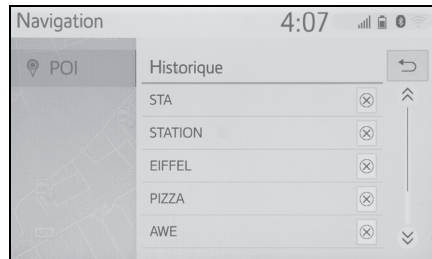 Navigation 4:07
POI
Historique
STA
STATION
EIFFEL
PIZZA
AWE